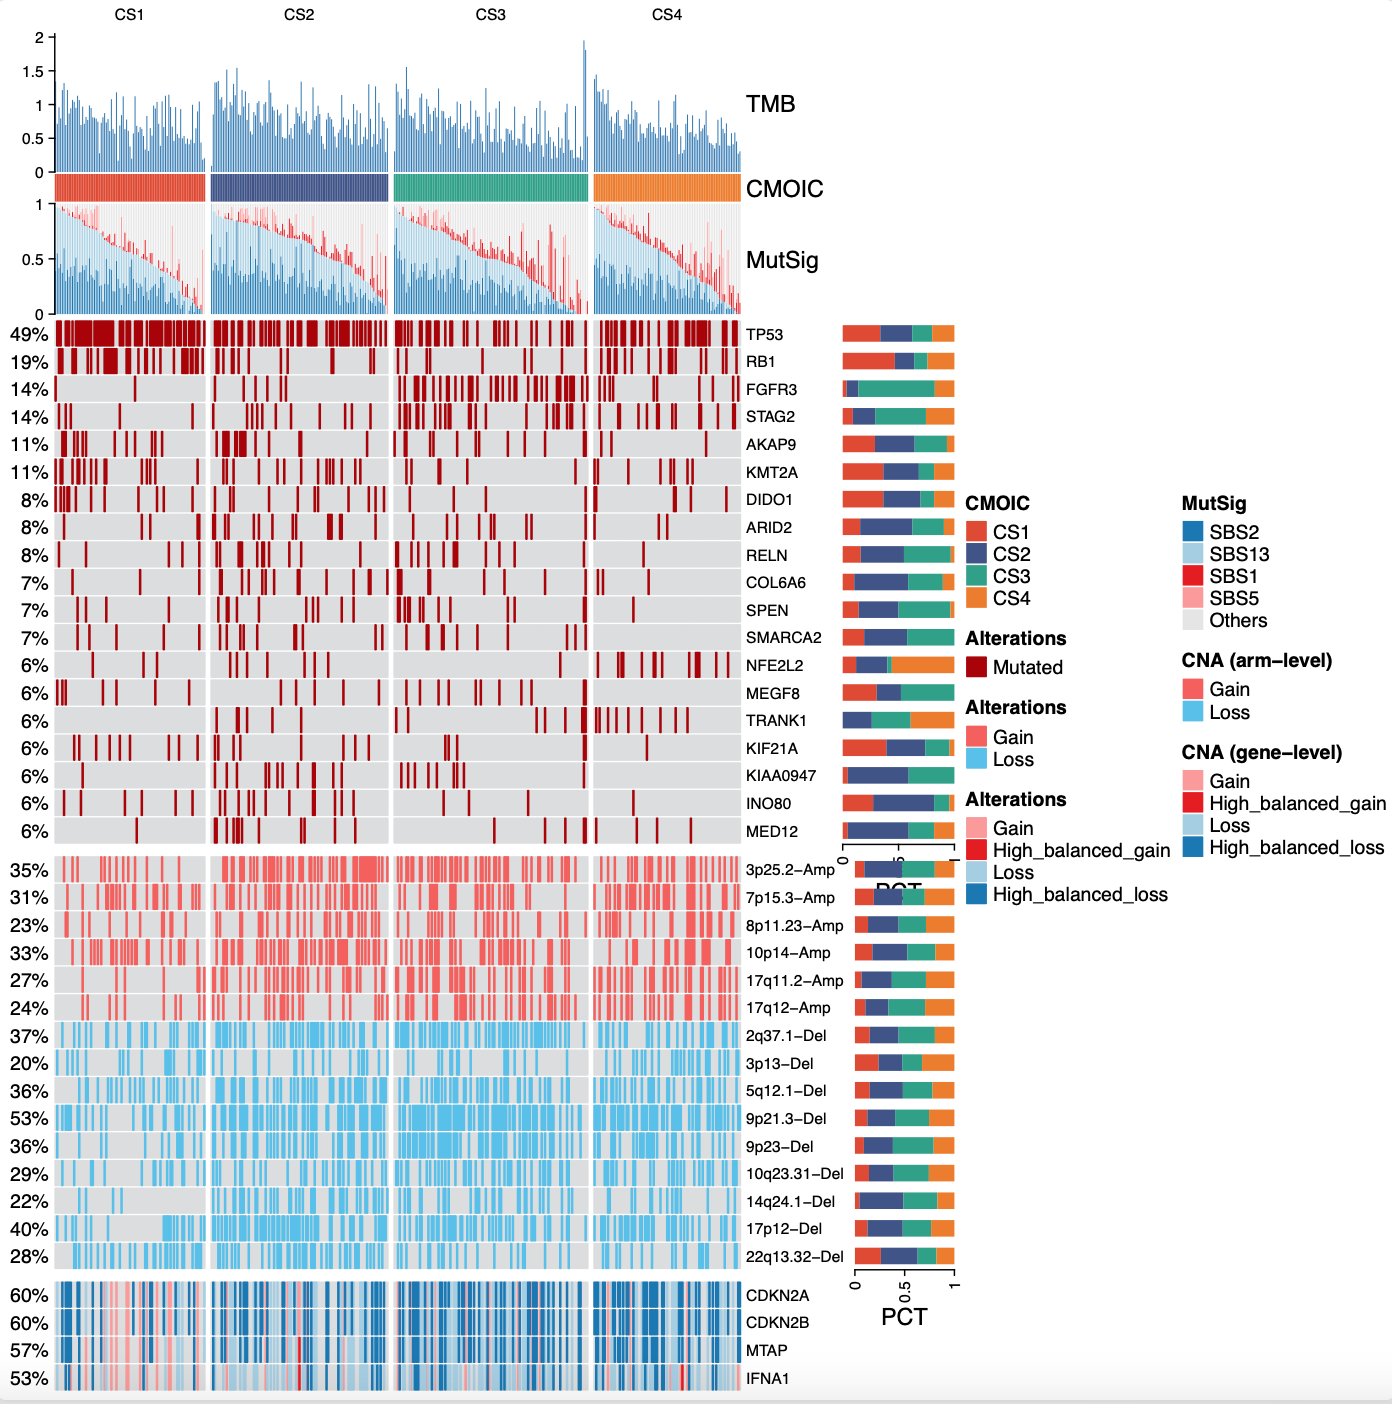 CS1 CS2 CS3 CS4
2
1.5
1
0.5
0
TMB
CMOIC
1
0.5
0
MutSig
49% TP53
19% RB1
14% FGFR3
14% STAG2
11% AKAP9
11% KMT2A
8% DIDO1
8% ARID2
8% RELN
7% COL6A6
7% SPEN
7% SMARCA2
6% NFE2L2
6% MEGF8
6% TRANK1
6% KIF21A
6% KIAA0947
6% INO80
6% MED12
0 1
35% 3p25.2−Amp
31% 7p15.3−Amp
23% 8p11.23−Amp
33% 10p14−Amp
27% 17q11.2−Amp
24% 17q12−Amp
37% 2q37.1−Del
20% 3p13−Del
36% 5q12.1−Del
53% 9p21.3−Del
36% 9p23−Del
29% 10q23.31−Del
22% 14q24.1−Del
40% 17p12−Del
28% 22q13.32−Del
0 0.5 1
PCT
60% CDKN2A
60% CDKN2B
57% MTAP
53% IFNA1
CMOIC
CS1
CS2
CS3
CS4
Alterations
Mutated
Alterations
Gain
Loss
Alterations
Gain
High_balanced_gain
Loss
High_balanced_loss
MutSig
SBS2
SBS13
SBS1
SBS5
Others
CNA (arm−level)
Gain
Loss
CNA (gene−level)
Gain
High_balanced_gain
Loss
High_balanced_loss